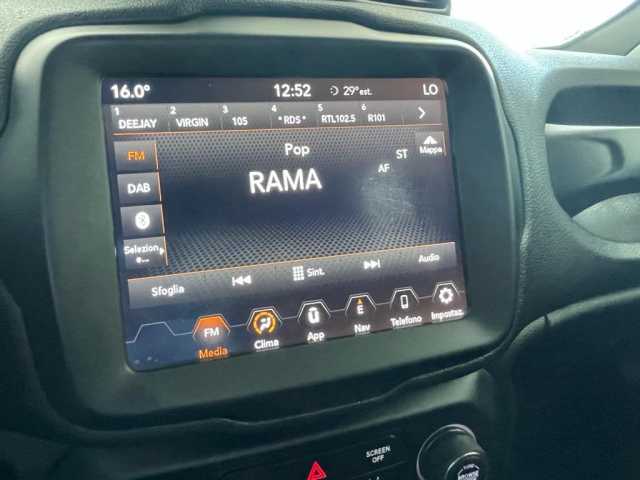 16.0° 12:52 29°est. LO
1 DEEJAY 2 VIRGIN 3 105 4 *RDS* 5 RTL102.5 6 R101
FM Pop ST Mappa
AF
DAB RAMA
Selezion
e...
Sfoglia Sint. Audio
FM E
Media Clima App Nav Telefono Impostaz.
SCREEN
OFF
BROWSE